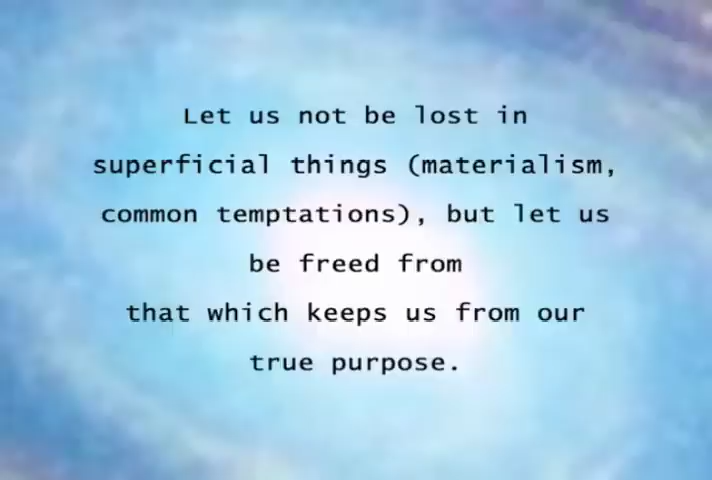 Let us not be lost in
superficial things (materialism,
common temptations), but let us
be freed from
that which keeps us from our
true purpose.